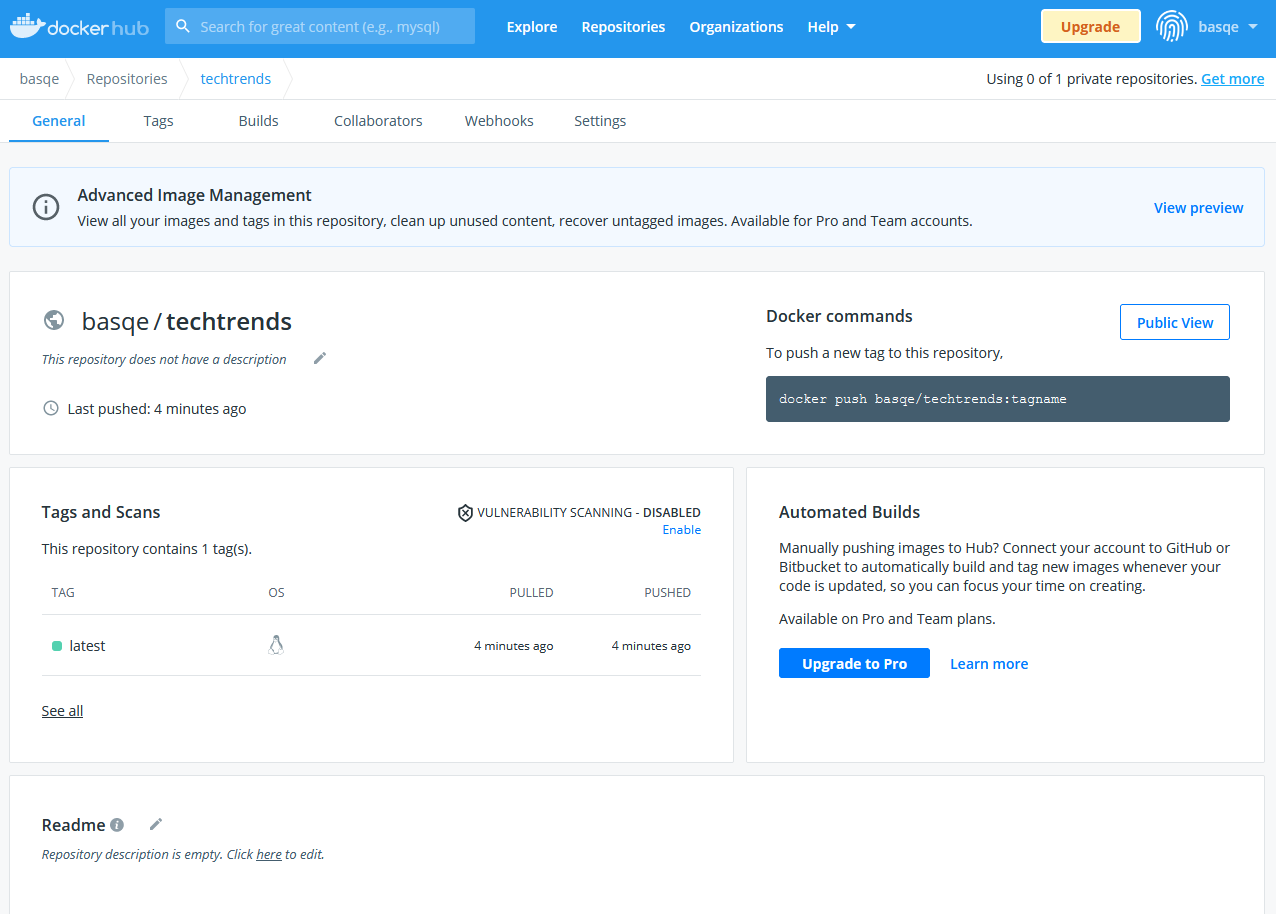 docker hub
Search for great content (e.g., mysql)
Explore
Repositories
Organizations
Help
Upgrade
basqe
basqe
Repositories
techtrends
Using 0 of 1 private repositories. Get more
General
Tags
Builds
Collaborators
Webhooks
Settings
Advanced Image Management
View all your images and tags in this repository, clean up unused content, recover untagged images. Available for Pro and Team accounts.
View preview
basqe / techtrends
This repository does not have a description
Last pushed: 4 minutes ago
Docker commands
Public View
To push a new tag to this repository,
docker push basqe/techtrends:tagname
Tags and Scans
VULNERABILITY SCANNING - DISABLED
Enable
This repository contains 1 tag(s).
TAG
OS
PULLED
PUSHED
latest
4 minutes ago
4 minutes ago
See all
Automated Builds
Manually pushing images to Hub? Connect your account to GitHub or
Bitbucket to automatically build and tag new images whenever your
code is updated, so you can focus your time on creating.
Available on Pro and Team plans.
Upgrade to Pro
Learn more
Readme
Repository description is empty. Click here to edit.